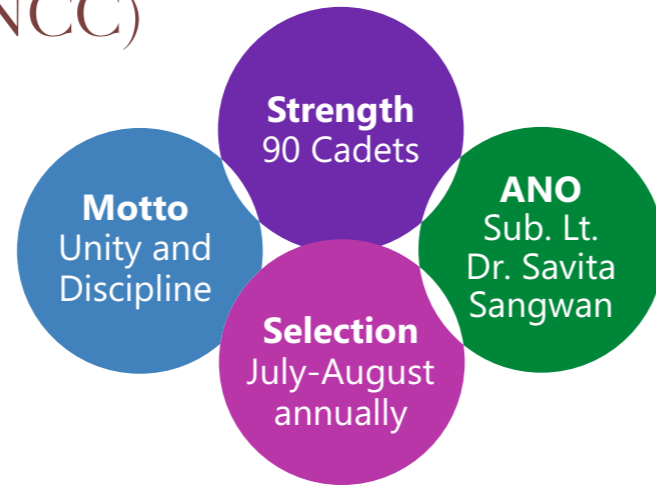 NCC)
Strength
90 Cadets
Motto
Unity and
Discipline
ANO
Sub. Lt.
Dr. Savita
Sangwan
Selection
July-August
annually